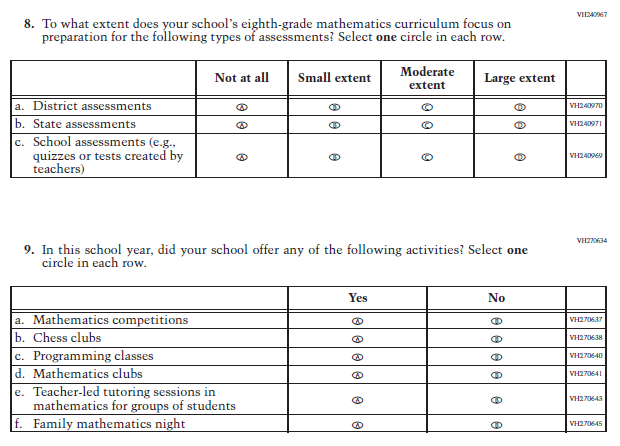 VH240967
8. To what extent does your school's eighth-grade mathematics curriculum focus on
preparation for the following types of assessments? Select one circle in each row.
Not at all Small extent Moderate extent Large extent
a. District assessments Ⓐ Ⓑ Ⓒ Ⓓ VH240970
b. State assessments Ⓐ Ⓑ Ⓒ Ⓓ VH240971
c. School assessments (e.g.,
quizzes or tests created by
teachers) Ⓐ Ⓑ Ⓒ Ⓓ VH240969
VH270634
9. In this school year, did your school offer any of the following activities? Select one
circle in each row.
Yes No
a. Mathematics competitions Ⓐ Ⓑ VH270637
b. Chess clubs Ⓐ Ⓑ VH270638
c. Programming classes Ⓐ Ⓑ VH270640
d. Mathematics clubs Ⓐ Ⓑ VH270641
e. Teacher-led tutoring sessions in
mathematics for groups of students Ⓐ Ⓑ VH270643
f. Family mathematics night Ⓐ Ⓑ VH270645